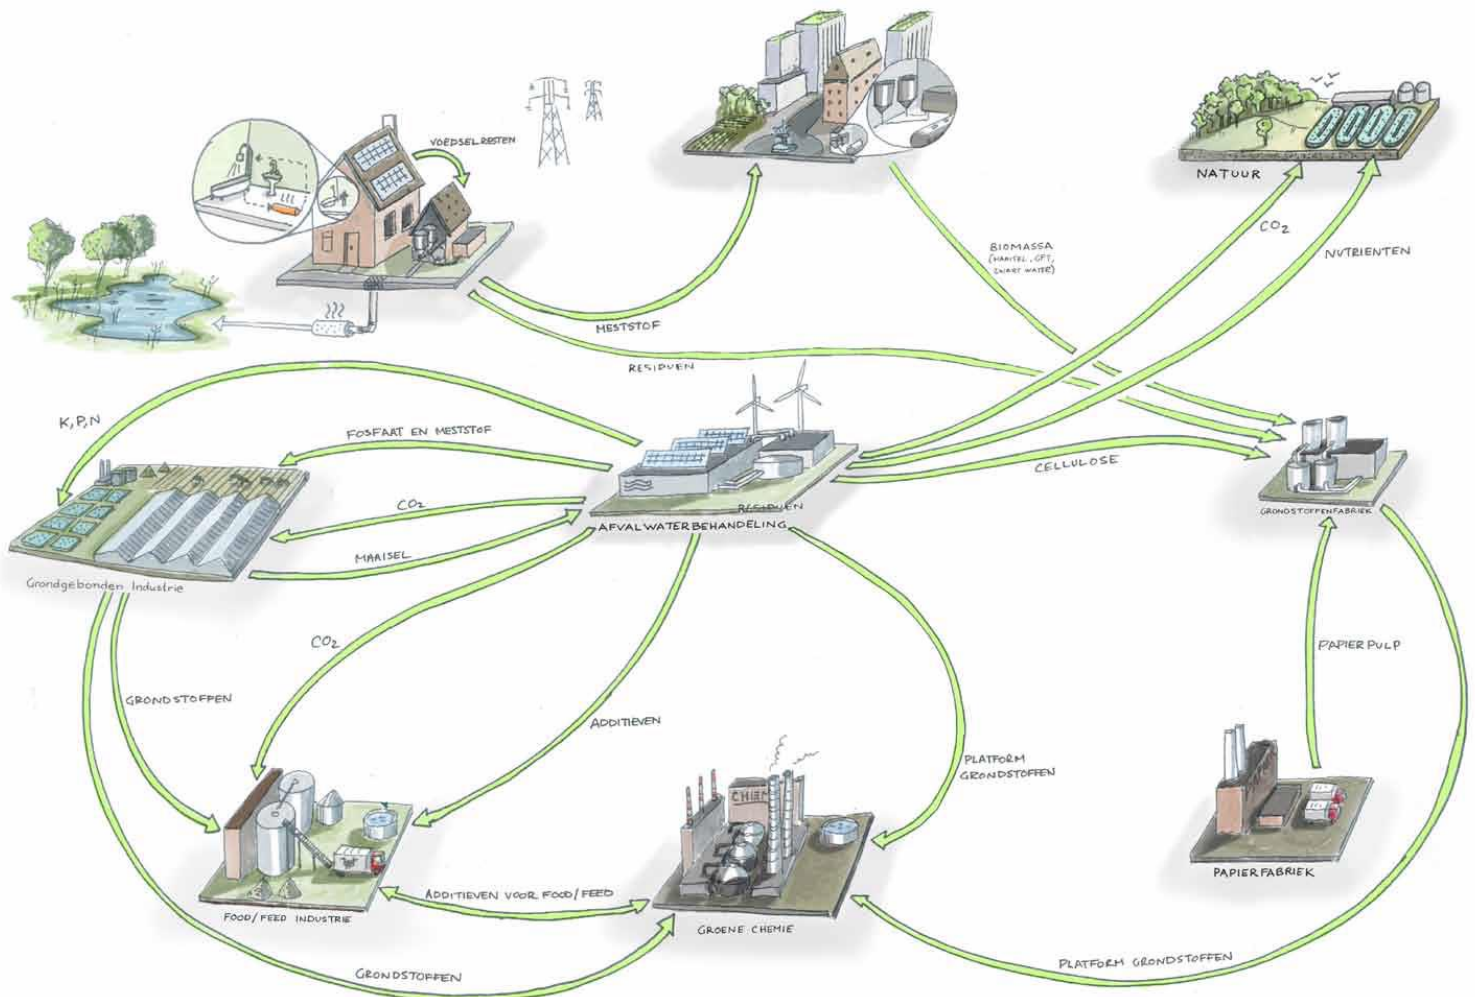 VOEDSELRESTEN
NATUUR
CO₂
BIOMASSA
(MAAISEL, GFT,
ZWART WATER)
NUTRIENTEN
MESTSTOF
RESIDUEN
K,P,N
FOSFAAT EN MESTSTOF
CELLULOSE
CO₂
RESIDUEN
AFVALWATERBEHANDELING
GRONDSTOFFENFABRIEK
MAAISEL
Grondgebonden Industrie
CO₂
PAPIERPULP
GRONDSTOFFEN
ADDITIEVEN
PLATFORM
GRONDSTOFFEN
CHEM
PAPIERFABRIEK
ADDITIEVEN VOOR FOOD/FEED
FOOD/FEED INDUSTRIE
GROENE CHEMIE
PLATFORM GRONDSTOFFEN
GRONDSTOFFEN